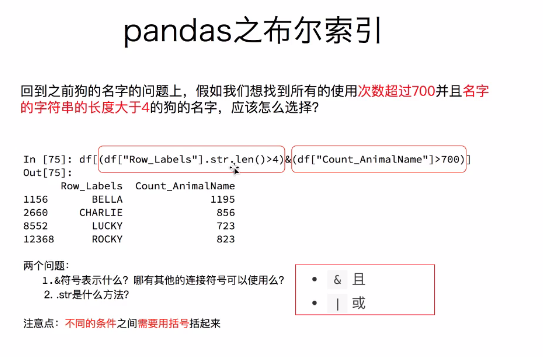 pandas之布尔索引
回到之前狗的名字的问题上，假如我们想找到所有的使用次数超过700并且名字
的字符串的长度大于4的狗的名字，应该怎么选择？
In [75]: df[(df["Row_Labels"].str.len()>4)&(df["Count_AnimalName"]>700)]
Out[75]:
Row_Labels Count_AnimalName
1156 BELLA 1195
2660 CHARLIE 856
8552 LUCKY 723
12368 ROCKY 823
两个问题：
1.&符号表示什么？哪有其他的连接符号可以使用么？
2. .str是什么方法？
• & 且
• | 或
注意点：不同的条件之间需要用括号括起来